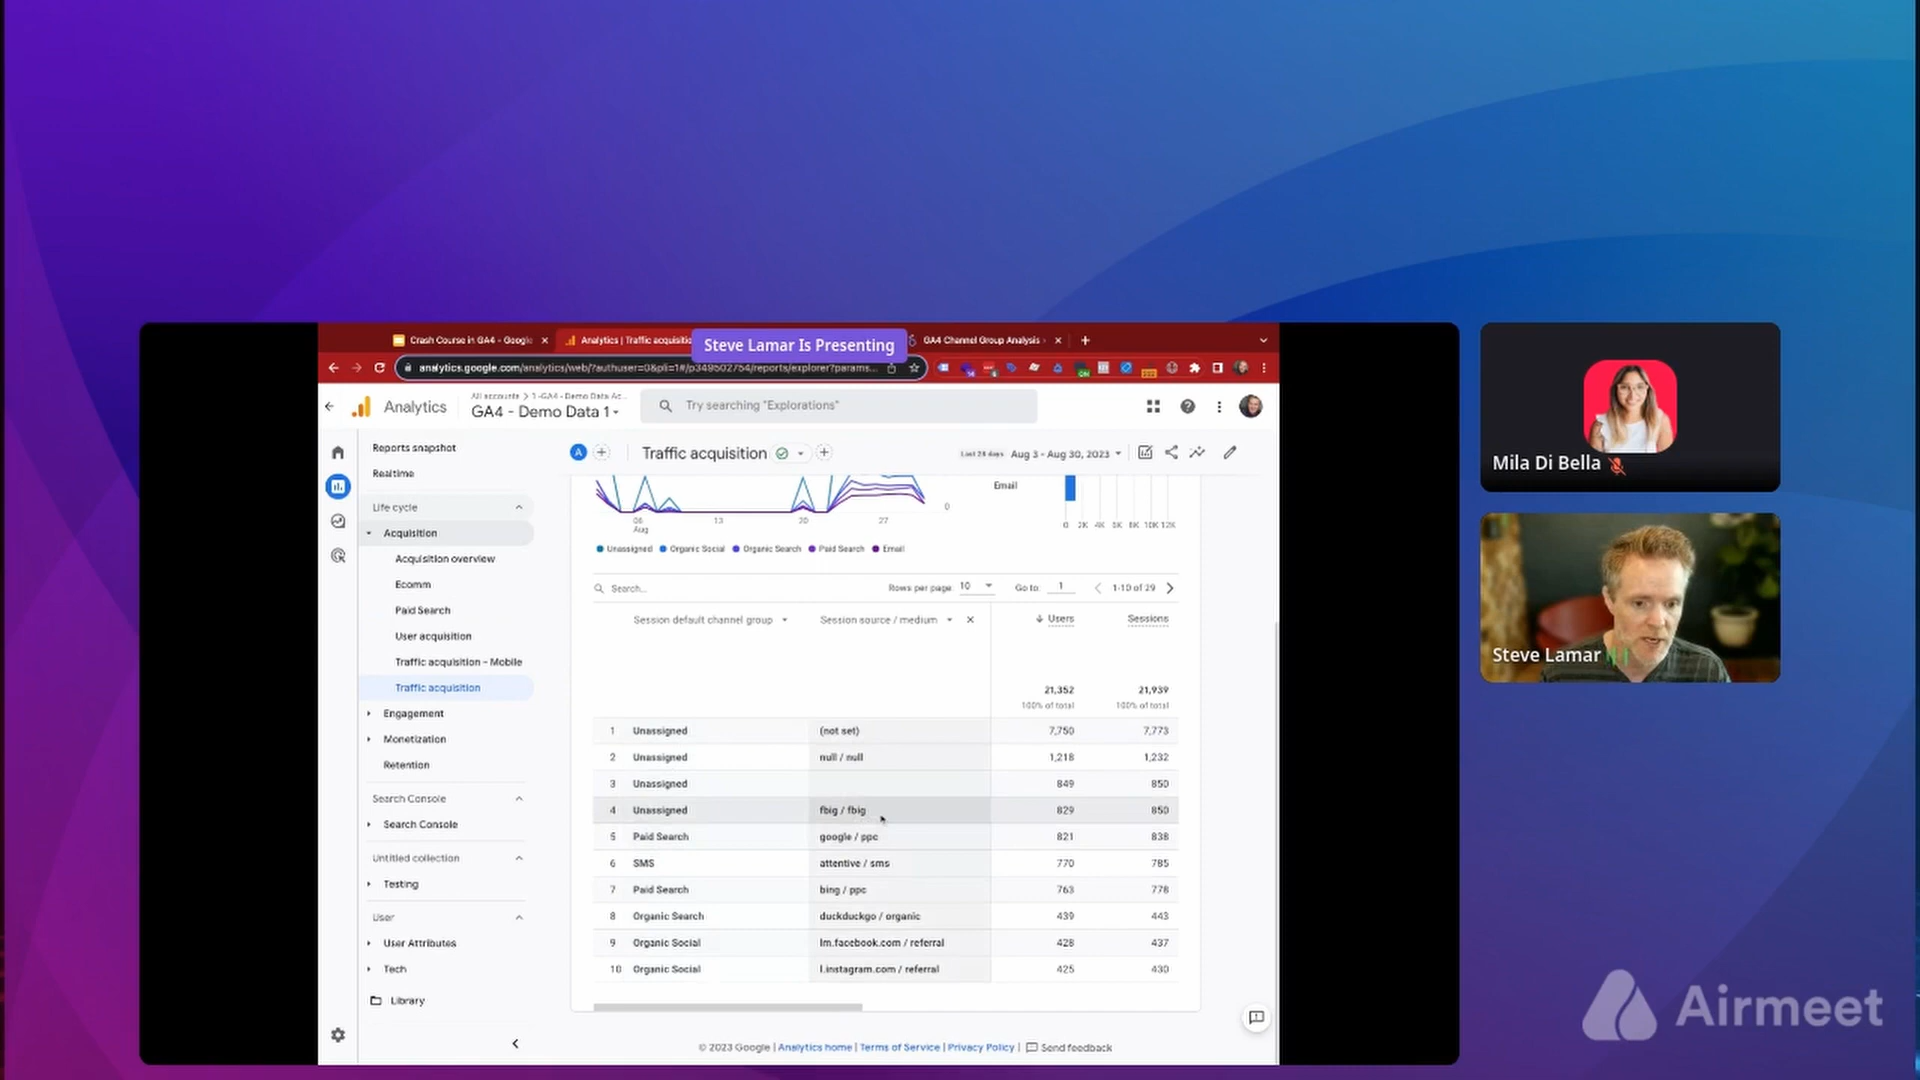 Crash Course in GA4 - Google
Analytics | Traffic acquisitio
Steve Lamar Is Presenting
GA4 Channel Group Analysis
analytics.google.com/analytics/web/?authuser=0&pli=1#/p349502754/reports/explorer?params...
Analytics
All accounts > 1 -GA4 - Demo Data Ac...
GA4 - Demo Data 1
Try searching "Explorations"
Reports snapshot
Realtime
Life cycle
Acquisition
Acquisition overview
Ecomm
Paid Search
User acquisition
Traffic acquisition - Mobile
Traffic acquisition
Engagement
Monetization
Retention
Search Console
Search Console
Untitled collection
Testing
User
User Attributes
Tech
Library
A
Traffic acquisition
Last 28 days Aug 3 - Aug 30, 2023
0
06
Aug
13
20
27
Email
0 2K 4K 6K 8K 10K 12K
Unassigned Organic Social Organic Search Paid Search Email
Search...
Rows per page: 10
Go to: 1
1-10 of 29
Session default channel group Session source / medium Users Sessions
21,352 21,939
100% of total 100% of total
1 Unassigned (not set) 7,750 7,773
2 Unassigned null / null 1,218 1,232
3 Unassigned 849 850
4 Unassigned fbig / fbig 829 850
5 Paid Search google / ppc 821 838
6 SMS attentive / sms 770 785
7 Paid Search bing / ppc 763 778
8 Organic Search duckduckgo / organic 439 443
9 Organic Social lm.facebook.com / referral 428 437
10 Organic Social l.instagram.com / referral 425 430
© 2023 Google | Analytics home | Terms of Service | Privacy Policy | Send feedback
Mila Di Bella
Steve Lamar
Airmeet